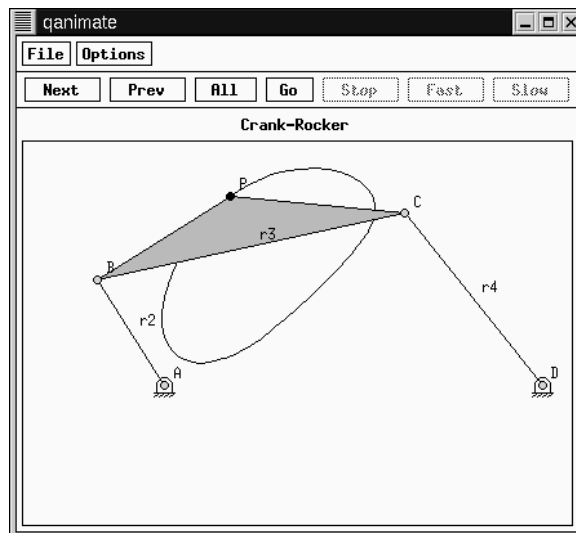 qanimate
File Options
Next Prev All Go Stop Fast Slow
Crank-Rocker
P
C
r3
B
r4
r2
A
D